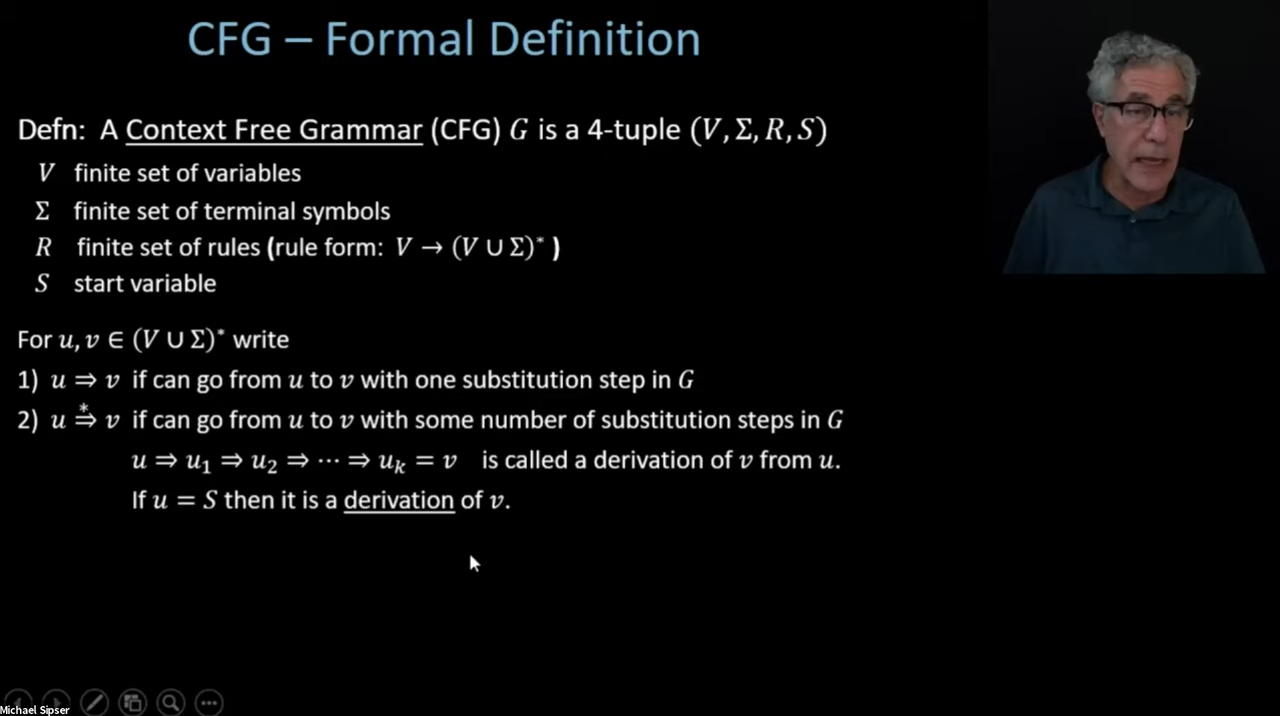 CFG – Formal Definition
Defn: A Context Free Grammar (CFG) G is a 4-tuple (V, Σ, R, S)
V finite set of variables
Σ finite set of terminal symbols
R finite set of rules (rule form: V → (V ∪ Σ)* )
S start variable
For u, v ∈ (V ∪ Σ)* write
1) u ⇒ v if can go from u to v with one substitution step in G
2) u ⇒* v if can go from u to v with some number of substitution steps in G
u ⇒ u₁ ⇒ u₂ ⇒ ⋯ ⇒ uₖ = v is called a derivation of v from u.
If u = S then it is a derivation of v.
Michael Sipser